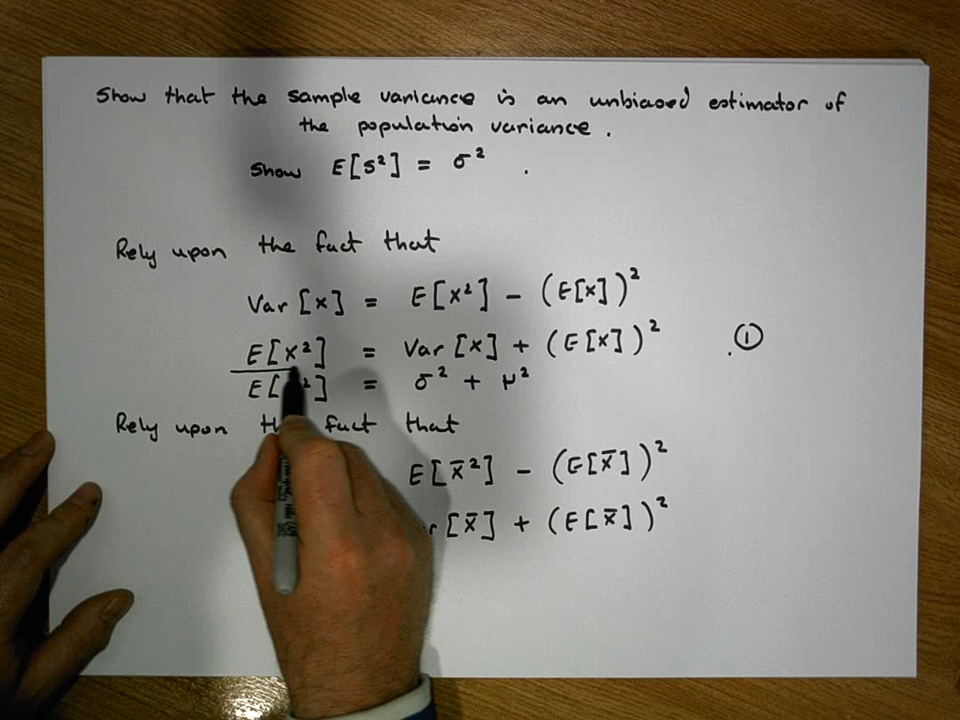 Show that the sample variance is an unbiased estimator of
the population variance.
Show E[S²] = σ² .
Rely upon the fact that
Var [x] = E[x²] - (E[x])²
E[x²] = Var [x] + (E[x])² ①
E[ ²] = σ² + μ²
Rely upon fact that
E[x̄²] - (E[x̄])²
[x̄] + (E[x̄])²